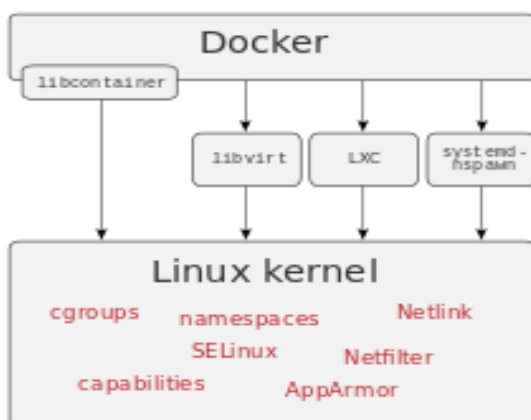 Docker
libcontainer
libvirt
LXC
systemd-
nspawn
Linux kernel
cgroups
namespaces
Netlink
SELinux
Netfilter
capabilities
AppArmor